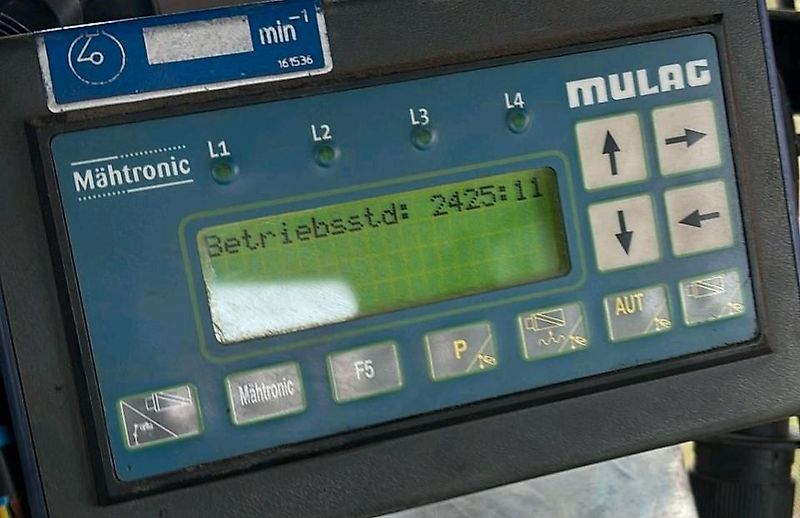 min⁻¹
161536
MULAG
Mähtronic
L1 L2 L3 L4
Betriebsstd: 2425:11
Mähtronic F5 P AUT